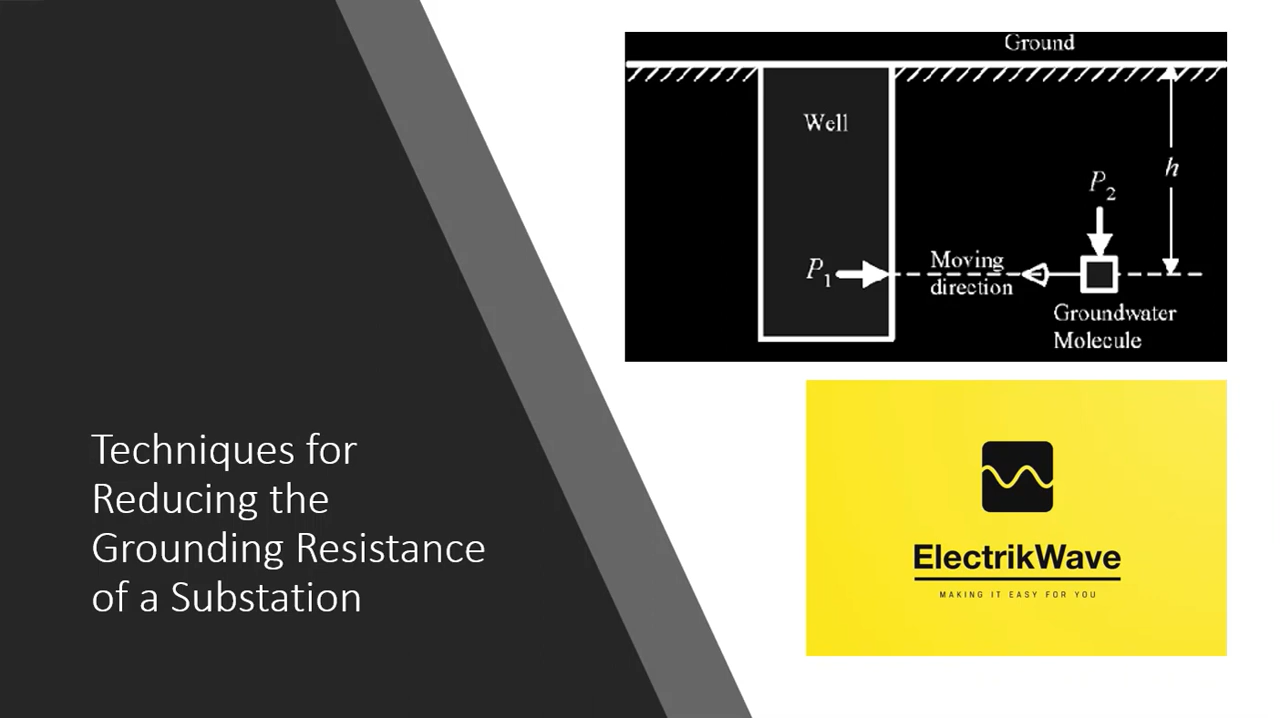 Techniques for
Reducing the
Grounding Resistance
of a Substation
Ground
Well
h
P2
P1
Moving
direction
Groundwater
Molecule
ElectrikWave
MAKING IT EASY FOR YOU